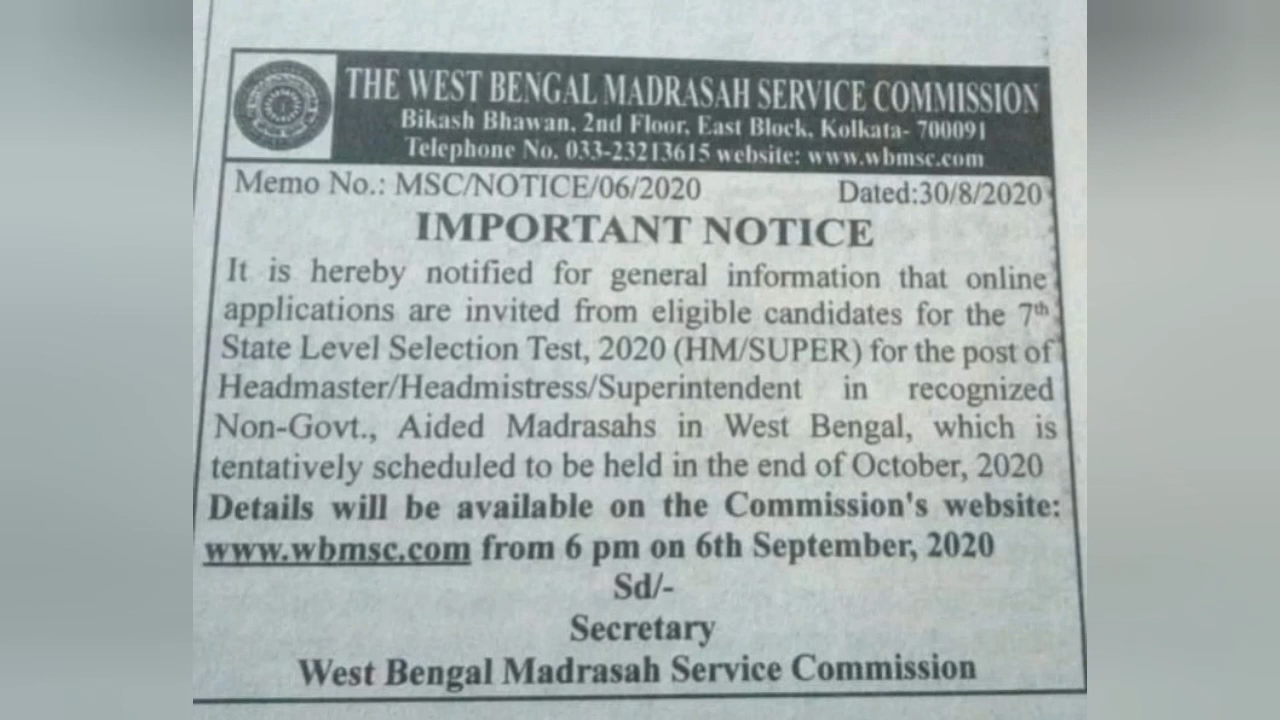 THE WEST BENGAL MADRASAH SERVICE COMMISSION
Bikash Bhawan, 2nd Floor, East Block, Kolkata- 700091
Telephone No. 033-23213615 website: www.wbmsc.com
Memo No.: MSC/NOTICE/06/2020 Dated:30/8/2020
IMPORTANT NOTICE
It is hereby notified for general information that online
applications are invited from eligible candidates for the 7th
State Level Selection Test, 2020 (HM/SUPER) for the post of
Headmaster/Headmistress/Superintendent in recognized
Non-Govt., Aided Madrasahs in West Bengal, which is
tentatively scheduled to be held in the end of October, 2020
Details will be available on the Commission's website:
www.wbmsc.com from 6 pm on 6th September, 2020
Sd/-
Secretary
West Bengal Madrasah Service Commission